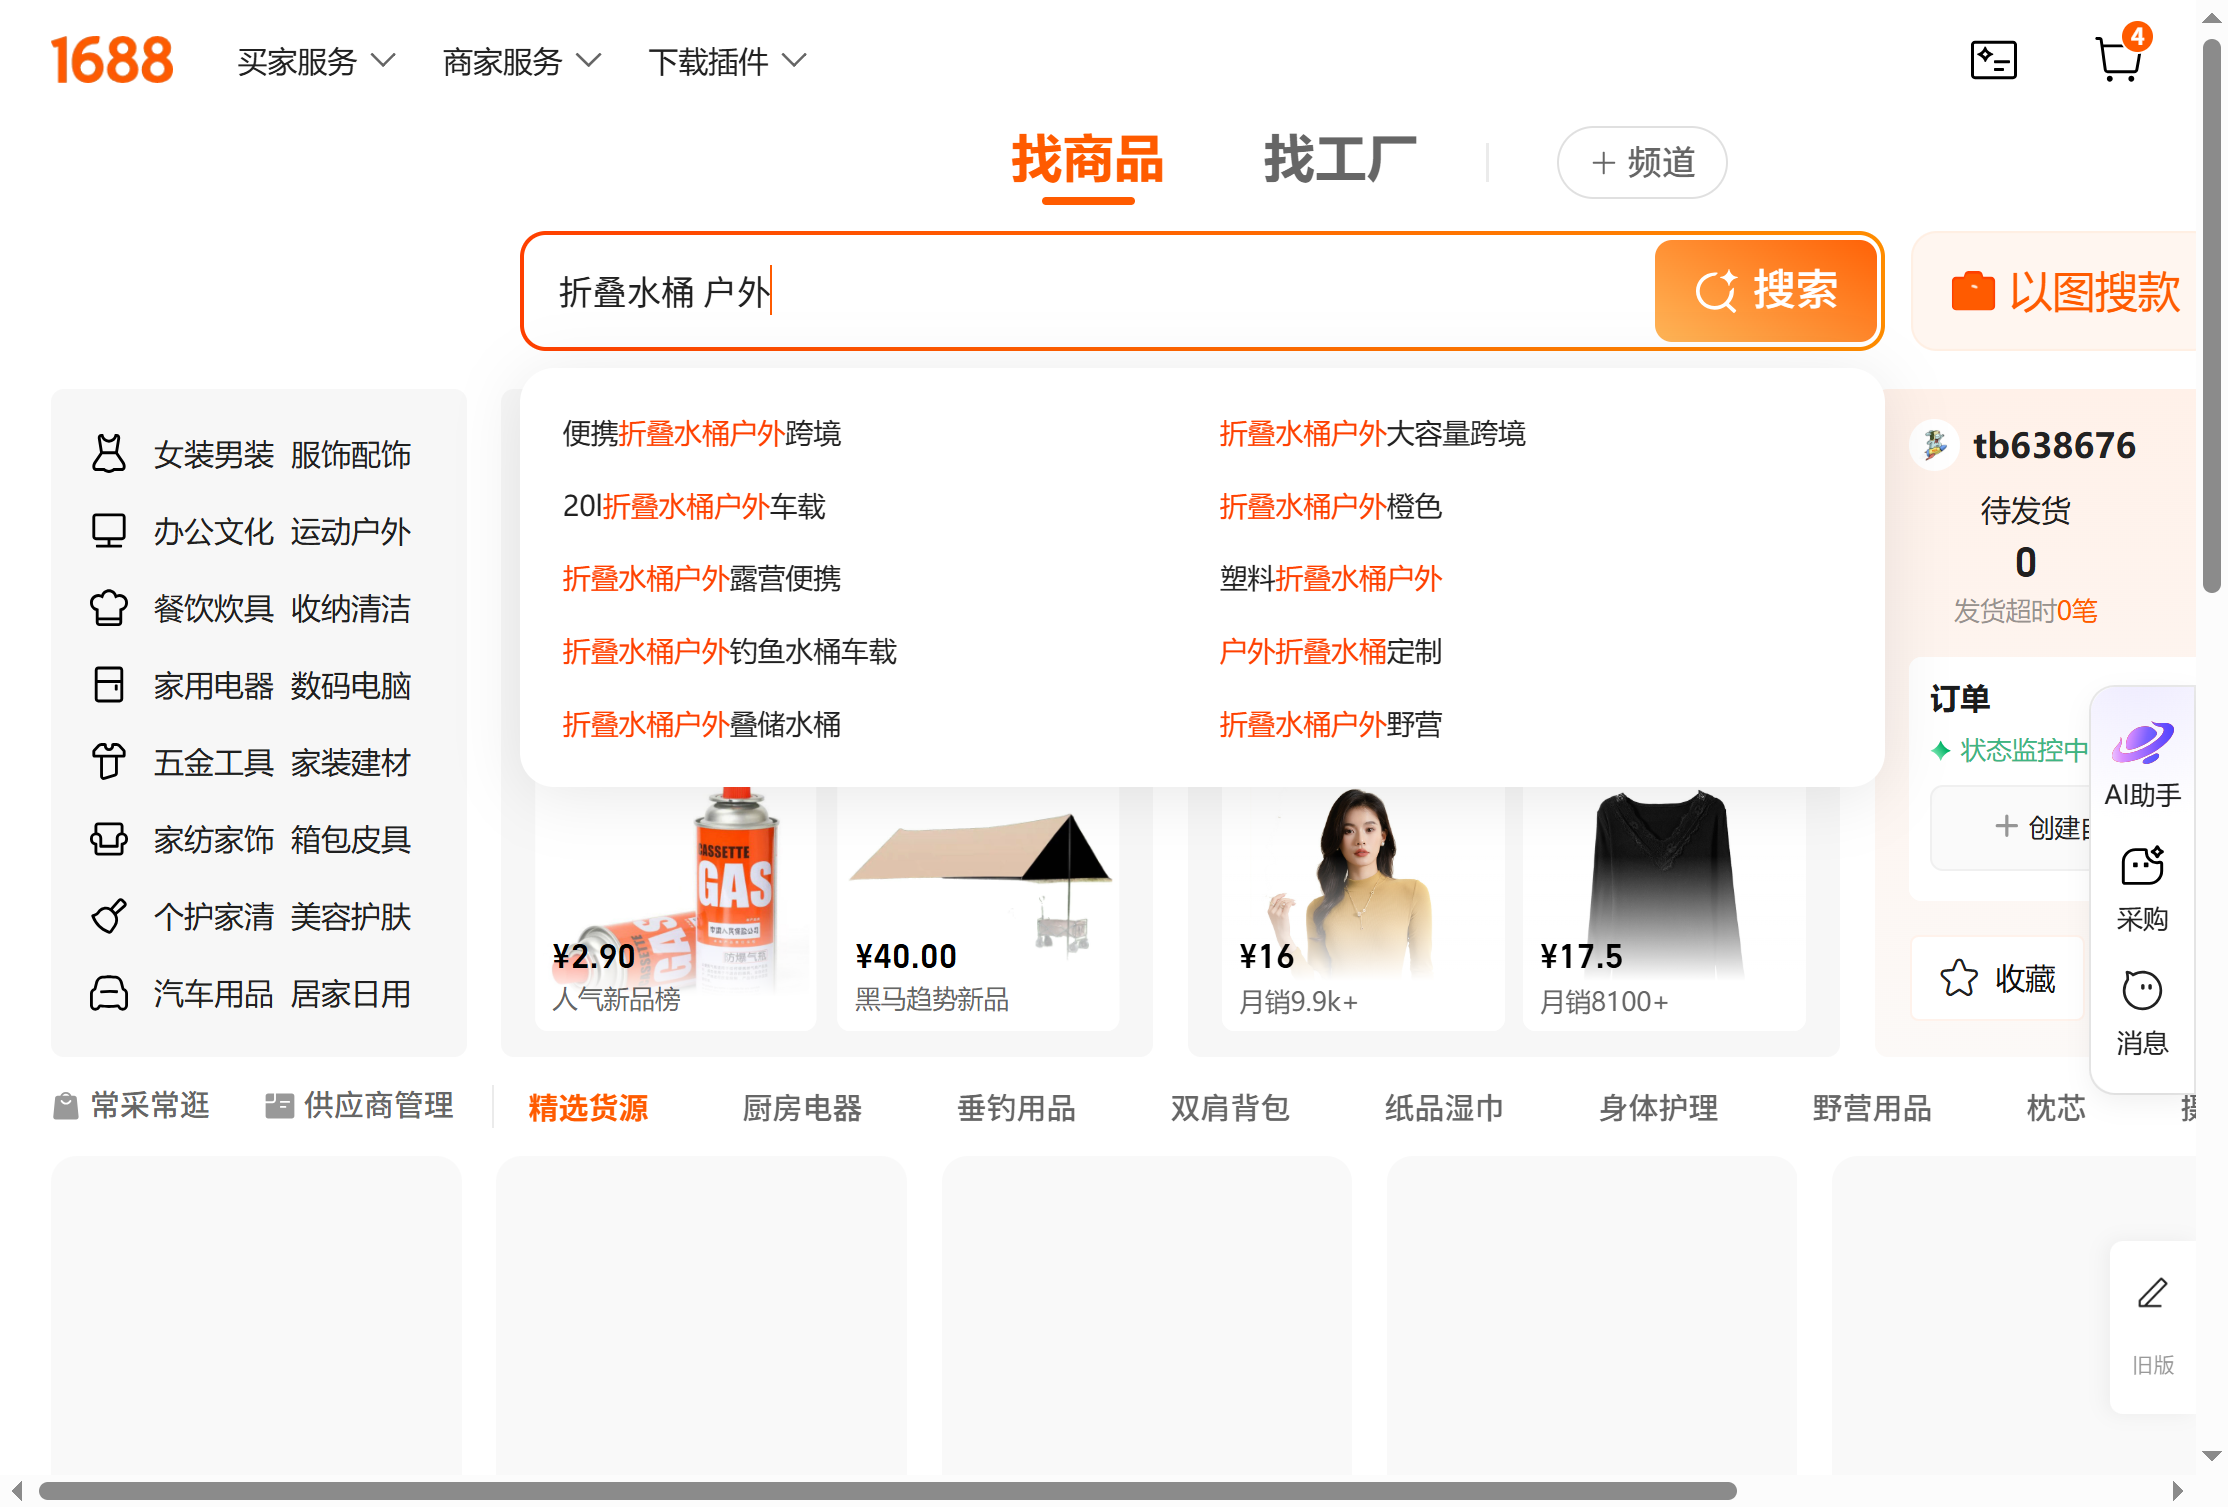 1688 买家服务 商家服务 下载插件 4
找商品 找工厂 + 频道
折叠水桶 户外 搜索 以图搜款
便携折叠水桶户外跨境 折叠水桶户外大容量跨境
20l折叠水桶户外车载 折叠水桶户外橙色
折叠水桶户外露营便携 塑料折叠水桶户外
折叠水桶户外钓鱼水桶车载 户外折叠水桶定制
折叠水桶户外叠储水桶 折叠水桶户外野营
女装男装 服饰配饰
办公文化 运动户外
餐饮炊具 收纳清洁
家用电器 数码电脑
五金工具 家装建材
家纺家饰 箱包皮具
个护家清 美容护肤
汽车用品 居家日用
CASSETTE
GAS
¥2.90
人气新品榜
¥40.00
黑马趋势新品
¥16
月销9.9k+
¥17.5
月销8100+
tb638676
待发货
0
发货超时0笔
订单
状态监控中
+ 创建
收藏
AI助手
采购
消息
常采常逛 供应商管理 精选货源 厨房电器 垂钓用品 双肩背包 纸品湿巾 身体护理 野营用品 枕芯
旧版